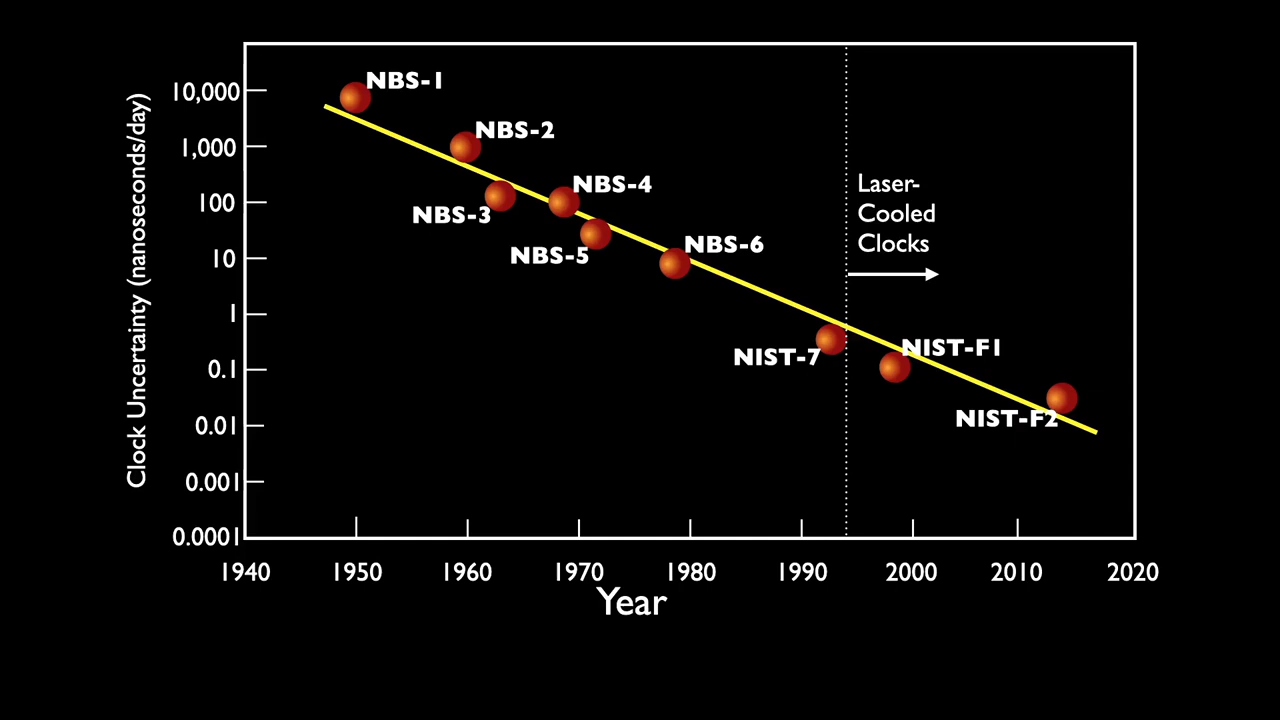 Clock Uncertainty (nanoseconds/day)
10,000
1,000
100
10
1
0.1
0.01
0.001
0.0001
NBS-1
NBS-2
NBS-3
NBS-4
NBS-5
NBS-6
NIST-7
NIST-F1
NIST-F2
Laser-
Cooled
Clocks
1940 1950 1960 1970 1980 1990 2000 2010 2020
Year